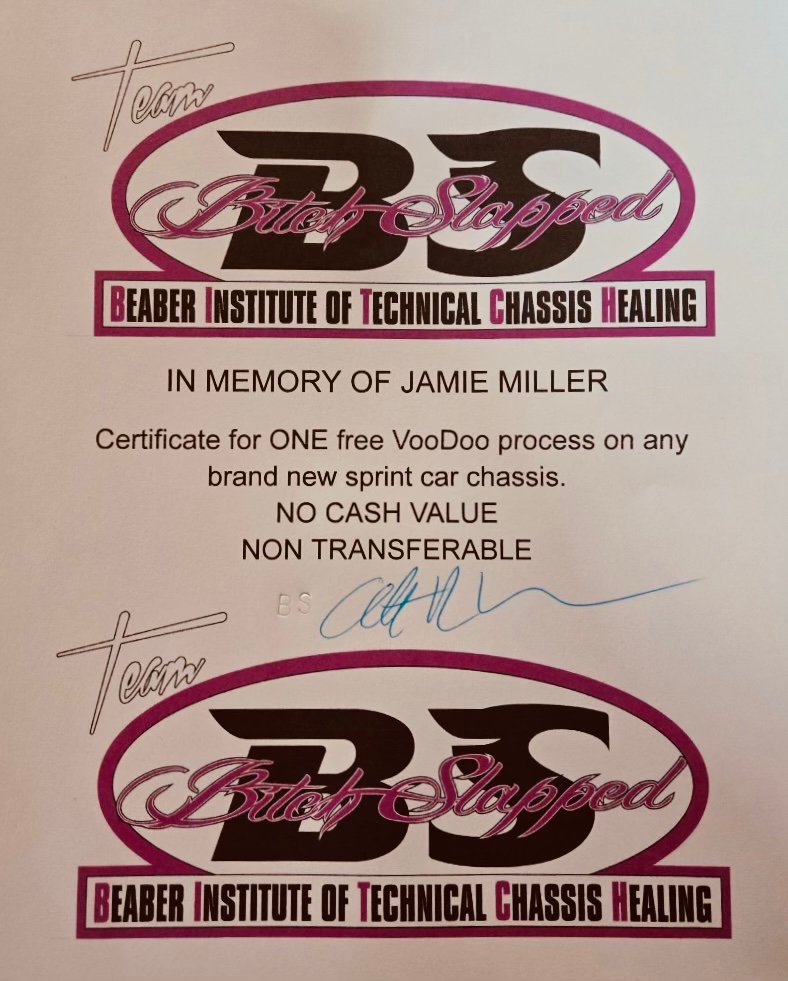 Team
BS
Bitch Slapped
BEABER INSTITUTE OF TECHNICAL CHASSIS HEALING
IN MEMORY OF JAMIE MILLER
Certificate for ONE free VooDoo process on any
brand new sprint car chassis.
NO CASH VALUE
NON TRANSFERABLE
BS
Team
BS
Bitch Slapped
BEABER INSTITUTE OF TECHNICAL CHASSIS HEALING